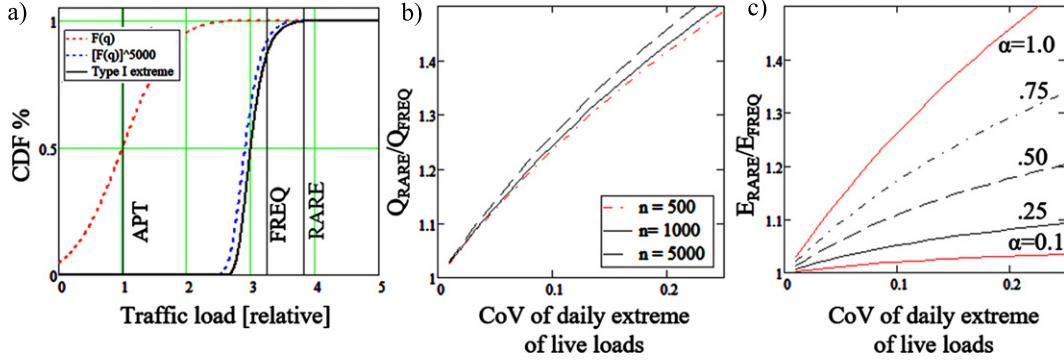 a)
CDF %
1
0.5
0
F(q)
[F(q)]^5000
Type I extreme
APT
FREQ
RARE
0 1 2 3 4 5
Traffic load [relative]
b)
Q_RARE/Q_FREQ
1.4
1.3
1.2
1.1
1
n = 500
n = 1000
n = 5000
0 0.1 0.2
CoV of daily extreme
of live loads
c)
E_RARE/E_FREQ
1.4
1.3
1.2
1.1
1
α=1.0
.75
.50
.25
α=0.1
0 0.1 0.2
CoV of daily extreme
of live loads